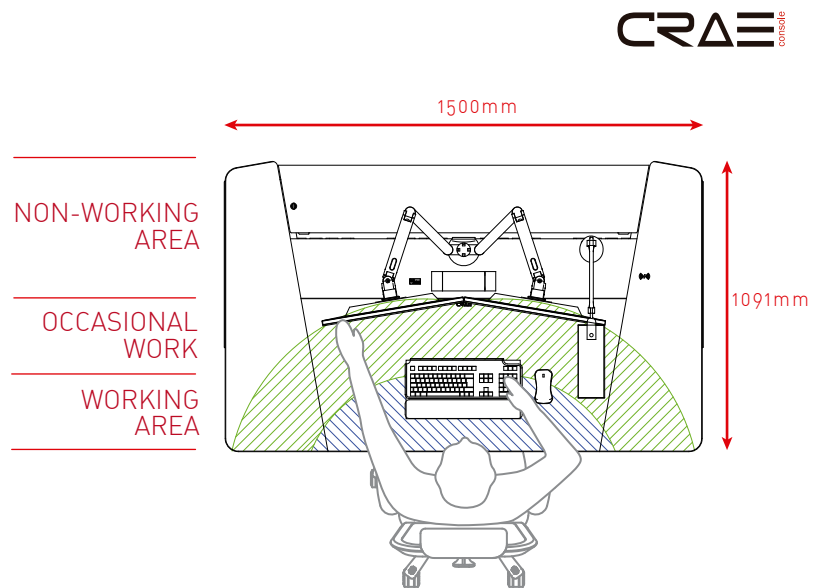 CRAE
console
1500mm
NON-WORKING
AREA
1091mm
OCCASIONAL
WORK
WORKING
AREA